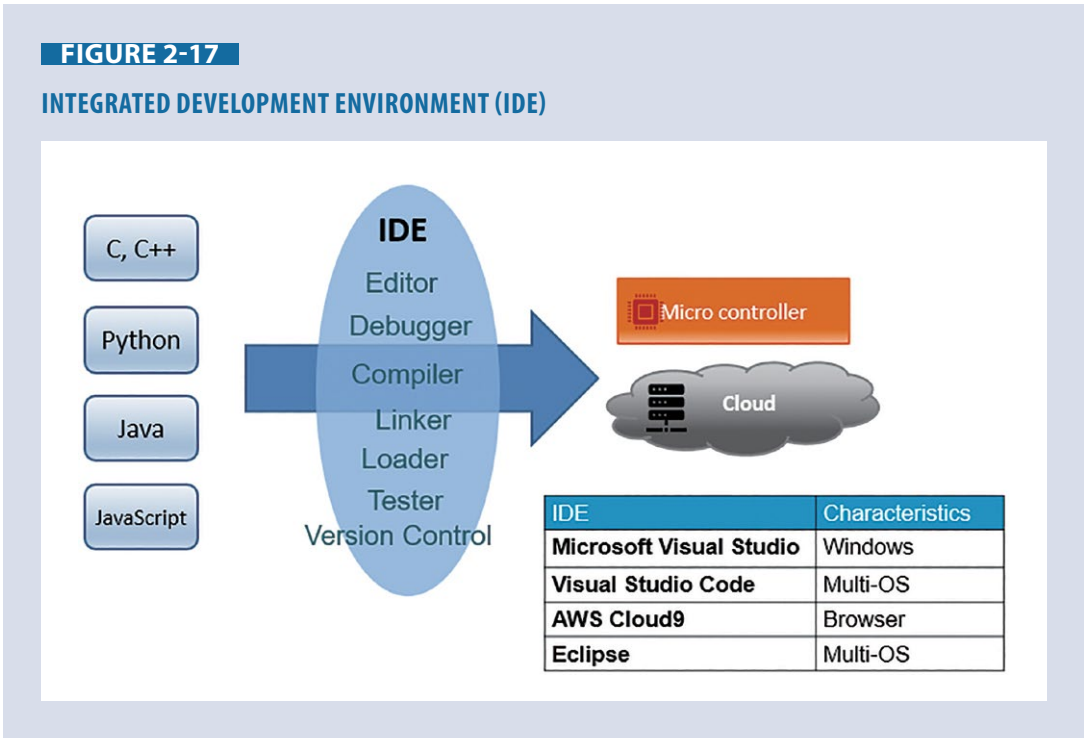 FIGURE 2-17
INTEGRATED DEVELOPMENT ENVIRONMENT (IDE)
C, C++
Python
Java
JavaScript
IDE
Editor
Debugger
Compiler
Linker
Loader
Tester
Version Control
Micro controller
Cloud
IDE Characteristics
Microsoft Visual Studio Windows
Visual Studio Code Multi-OS
AWS Cloud9 Browser
Eclipse Multi-OS